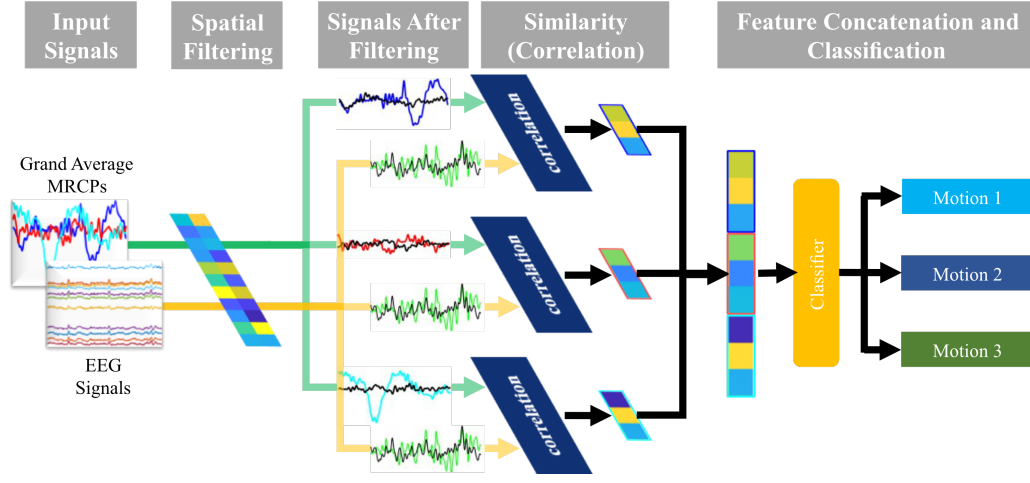 Input
Signals
Spatial
Filtering
Signals After
Filtering
Similarity
(Correlation)
Feature Concatenation and
Classification
Grand Average
MRCPs
EEG
Signals
correlation
correlation
correlation
Classifier
Motion 1
Motion 2
Motion 3